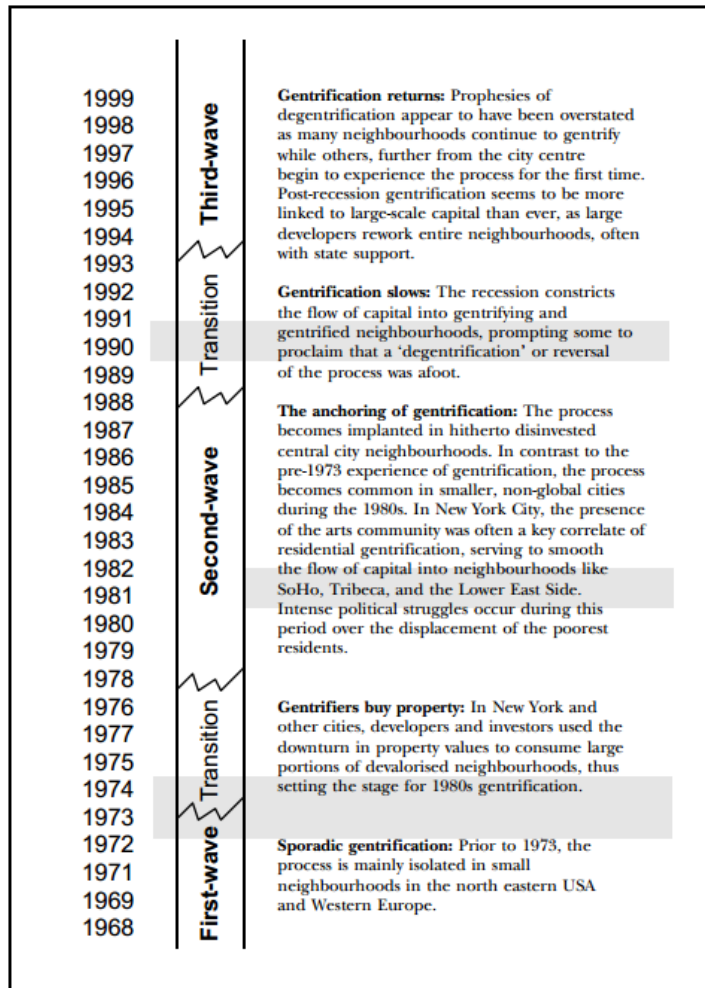 1999
1998
1997
1996
1995
1994
1993
1992
1991
1990
1989
1988
1987
1986
1985
1984
1983
1982
1981
1980
1979
1978
1976
1977
1975
1974
1973
1972
1971
1969
1968
Third-wave
Transition
Second-wave
Transition
First-wave
Gentrification returns: Prophesies of
degentrification appear to have been overstated
as many neighbourhoods continue to gentrify
while others, further from the city centre
begin to experience the process for the first time.
Post-recession gentrification seems to be more
linked to large-scale capital than ever, as large
developers rework entire neighbourhoods, often
with state support.
Gentrification slows: The recession constricts
the flow of capital into gentrifying and
gentrified neighbourhoods, prompting some to
proclaim that a ‘degentrification’ or reversal
of the process was afoot.
The anchoring of gentrification: The process
becomes implanted in hitherto disinvested
central city neighbourhoods. In contrast to the
pre-1973 experience of gentrification, the process
becomes common in smaller, non-global cities
during the 1980s. In New York City, the presence
of the arts community was often a key correlate of
residential gentrification, serving to smooth
the flow of capital into neighbourhoods like
SoHo, Tribeca, and the Lower East Side.
Intense political struggles occur during this
period over the displacement of the poorest
residents.
Gentrifiers buy property: In New York and
other cities, developers and investors used the
downturn in property values to consume large
portions of devalorised neighbourhoods, thus
setting the stage for 1980s gentrification.
Sporadic gentrification: Prior to 1973, the
process is mainly isolated in small
neighbourhoods in the north eastern USA
and Western Europe.